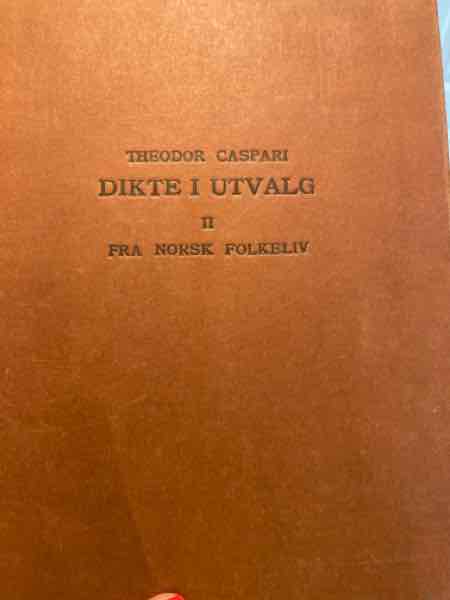 THEODOR CASPARI
DIKTE I UTVALG
II
FRA NORSK FOLKELIV